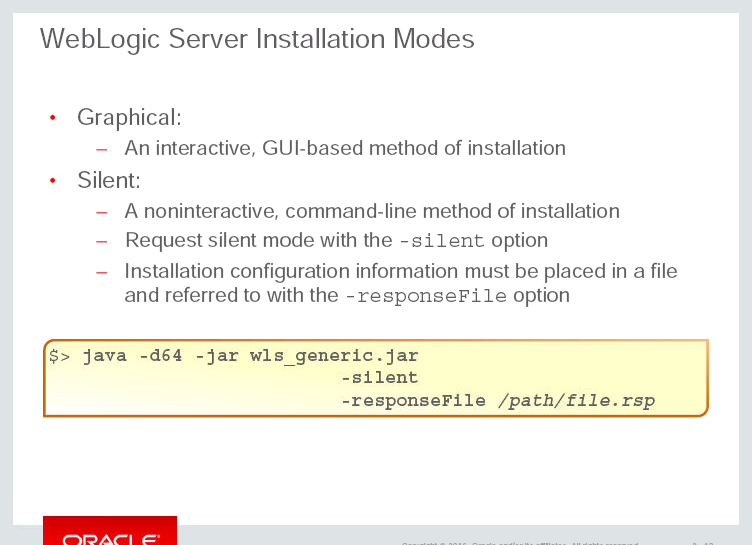 WebLogic Server Installation Modes
• Graphical:
– An interactive, GUI-based method of installation
• Silent:
– A noninteractive, command-line method of installation
– Request silent mode with the -silent option
– Installation configuration information must be placed in a file
and referred to with the -responseFile option
$> java -d64 -jar wls_generic.jar
-silent
-responseFile /path/file.rsp
ORACLE